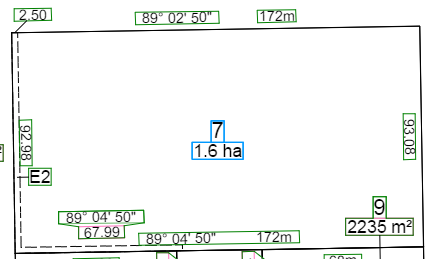 2.50
89° 02' 50"
172m
92.98
93.08
7
1.6 ha
E2
9
2235 m²
89° 04' 50"
67.99
89° 04' 50"
172m